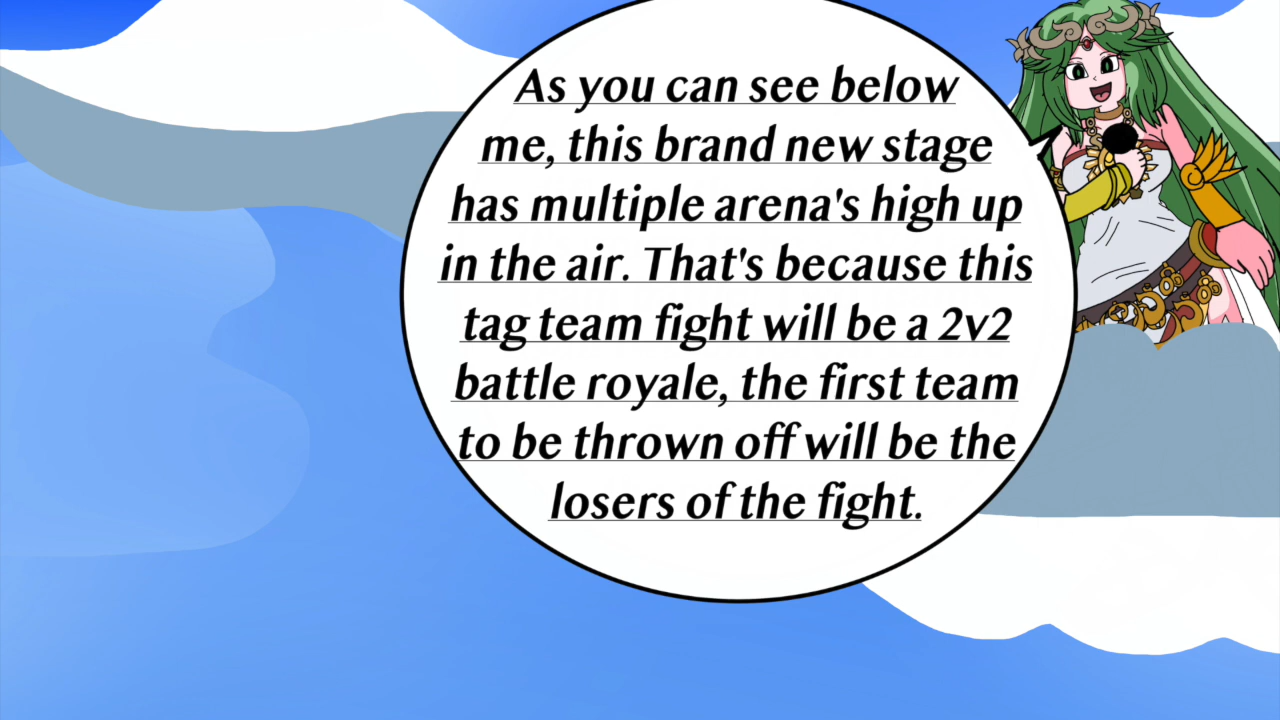 As you can see below
me, this brand new stage
has multiple arena's high up
in the air. That's because this
tag team fight will be a 2v2
battle royale, the first team
to be thrown off will be the
losers of the fight.